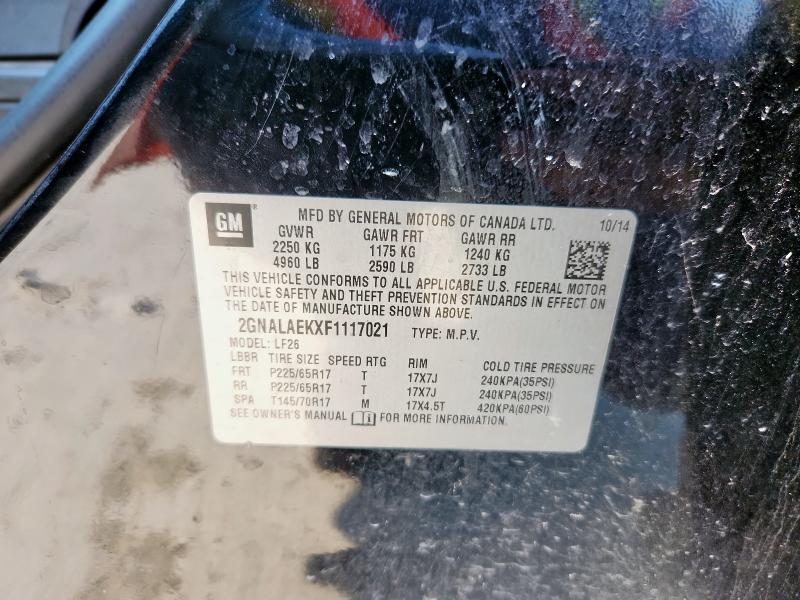 GM ® MFD BY GENERAL MOTORS OF CANADA LTD. 10/14
GVWR GAWR FRT GAWR RR
2250 KG 1175 KG 1240 KG
4960 LB 2590 LB 2733 LB
THIS VEHICLE CONFORMS TO ALL APPLICABLE U.S. FEDERAL MOTOR
VEHICLE SAFETY AND THEFT PREVENTION STANDARDS IN EFFECT ON
THE DATE OF MANUFACTURE SHOWN ABOVE.
2GNALAEKXF1117021 TYPE: M.P.V.
MODEL: LF26
LBBR TIRE SIZE SPEED RTG RIM COLD TIRE PRESSURE
FRT P225/65R17 T 17X7J 240KPA(35PSI)
RR P225/65R17 T 17X7J 240KPA(35PSI)
SPA T145/70R17 M 17X4.5T 420KPA(60PSI)
SEE OWNER'S MANUAL FOR MORE INFORMATION.